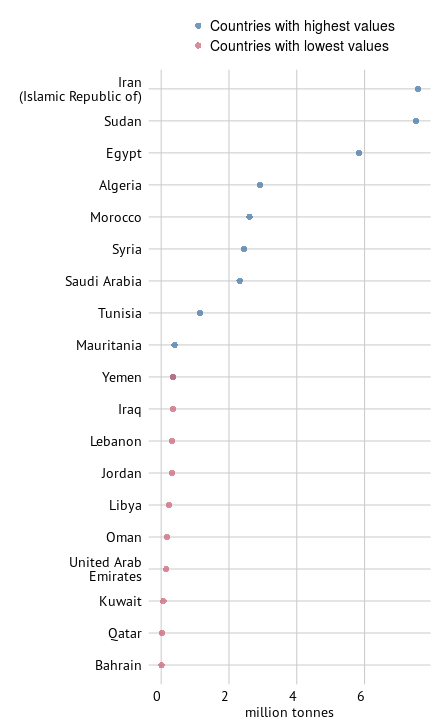 Countries with highest values
Countries with lowest values
Iran
(Islamic Republic of)
Sudan
Egypt
Algeria
Morocco
Syria
Saudi Arabia
Tunisia
Mauritania
Yemen
Iraq
Lebanon
Jordan
Libya
Oman
United Arab
Emirates
Kuwait
Qatar
Bahrain
0 2 4 6
million tonnes